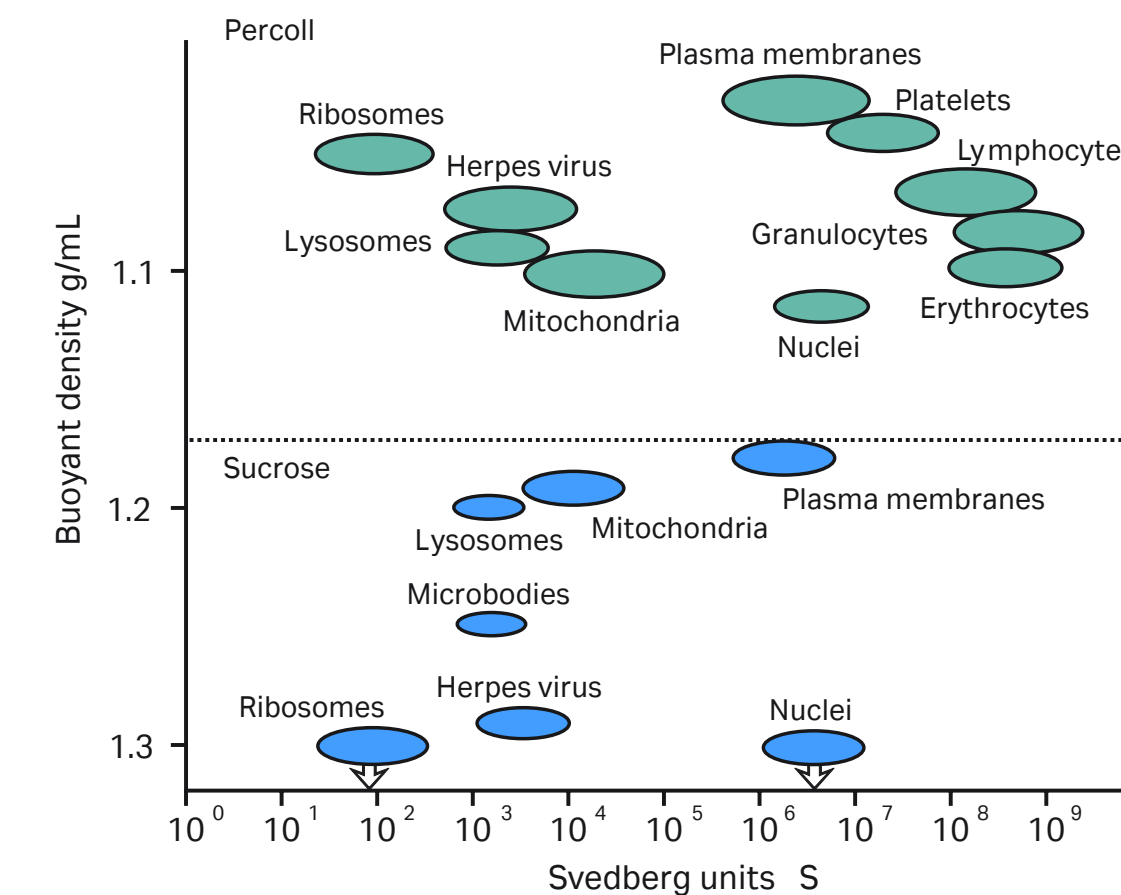 Percoll
Plasma membranes
Platelets
Ribosomes
Lymphocyte
Herpes virus
Granulocytes
Lysosomes
1.1
Erythrocytes
Mitochondria
Nuclei
Buoyant density g/mL
Sucrose
Plasma membranes
1.2
Mitochondria
Lysosomes
Microbodies
Herpes virus
Ribosomes
Nuclei
1.3
10 0 10 1 10 2 10 3 10 4 10 5 10 6 10 7 10 8 10 9
Svedberg units S